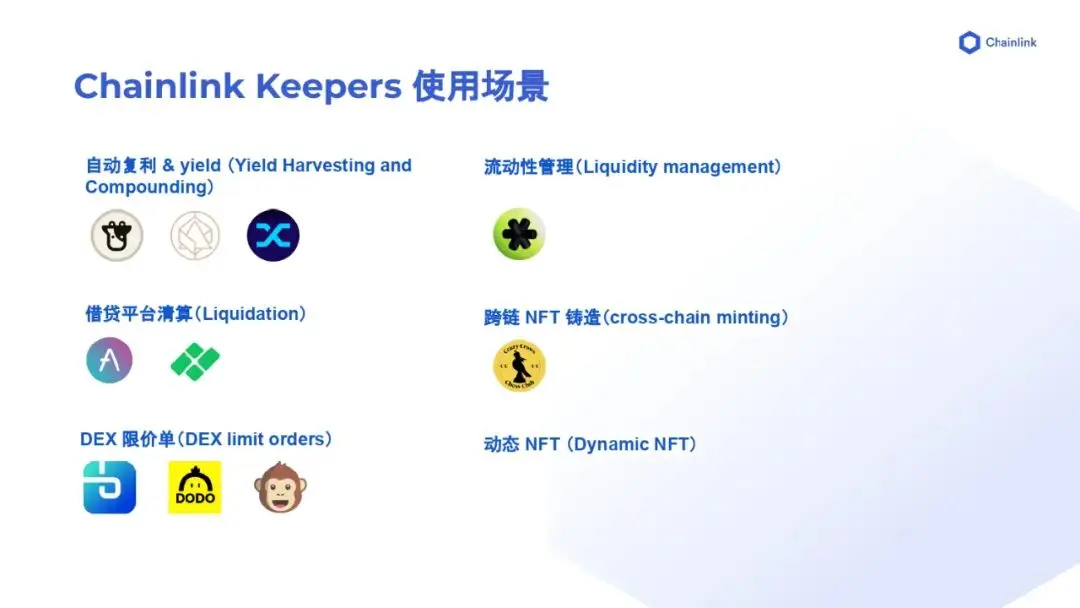 Chainlink
Chainlink Keepers 使用场景
自动复利 & yield（Yield Harvesting and
Compounding）
流动性管理（Liquidity management）
借贷平台清算（Liquidation）
跨链 NFT 铸造（cross-chain minting）
Crazy Crows
CC
CC
Chess Club
DEX 限价单（DEX limit orders）
DODO
动态 NFT （Dynamic NFT）